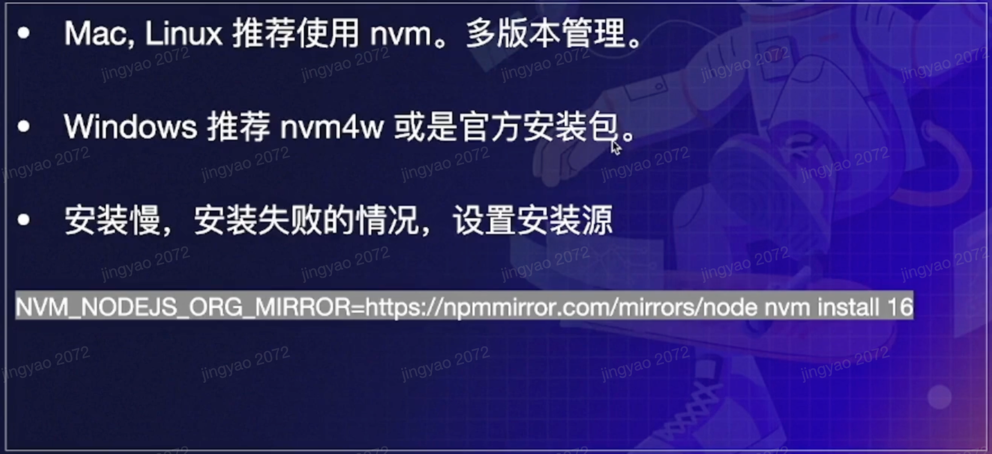 • Mac, Linux 推荐使用 nvm。多版本管理。
• Windows 推荐 nvm4w 或是官方安装包。
• 安装慢，安装失败的情况，设置安装源
NVM_NODEJS_ORG_MIRROR=https://npmmirror.com/mirrors/node nvm install 16
jingyao 2072